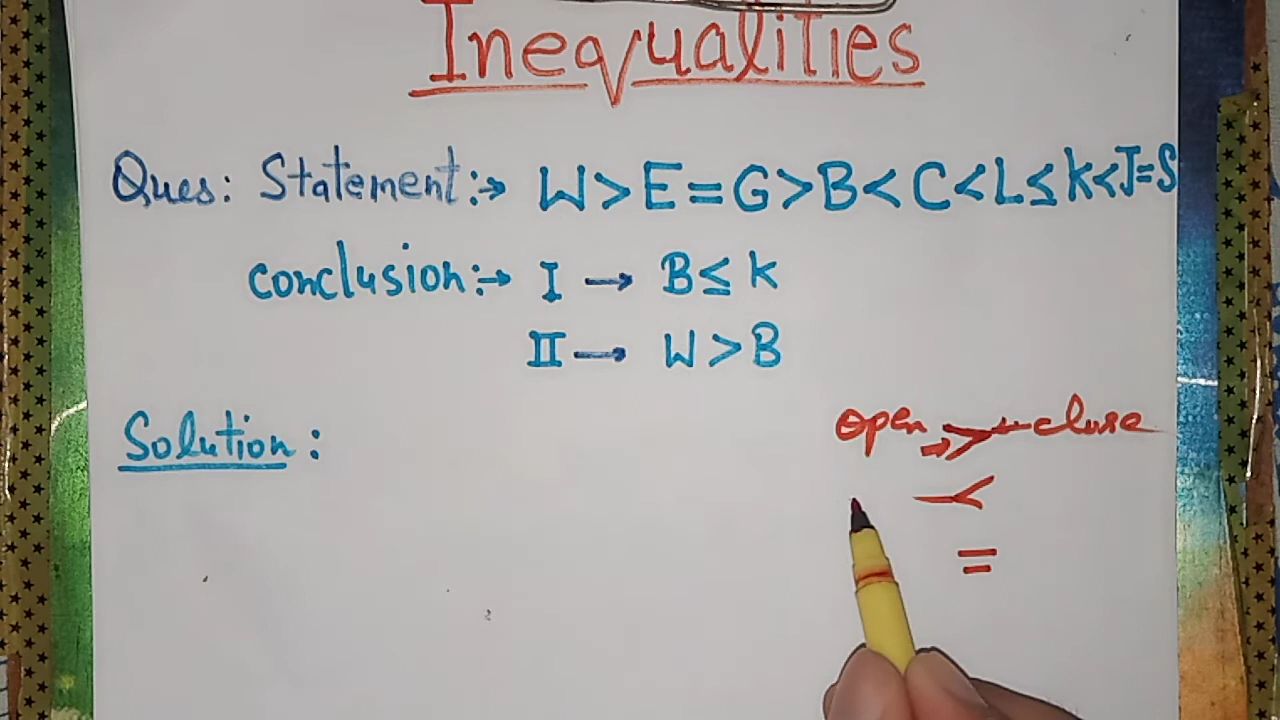 Inequalities
Ques: Statement:→ W > E = G > B < C < L ≤ K < J = S
Conclusion:→ I → B ≤ K
II → W > B
Solution:
open → > ← close
<
=